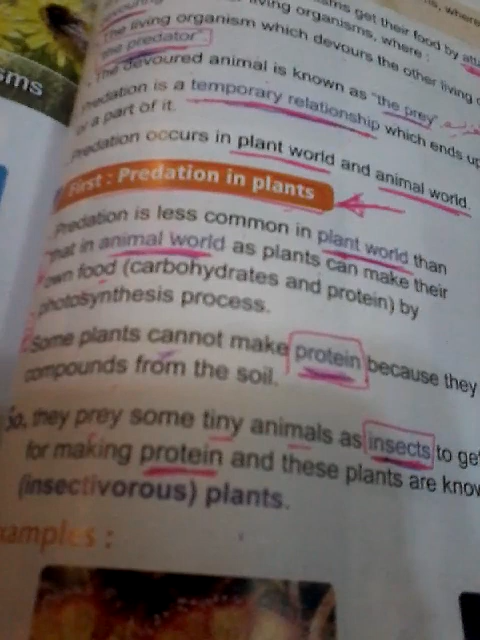 living organisms, where :
sms get their food by
The living organism which devours the other living
the predator"
The devoured animal is known as "the prey".
Predation is a temporary relationship which ends up
or a part of it.
Predation occurs in plant world and animal world.
First : Predation in plants
Predation is less common in plant world than
that in animal world as plants can make their
own food (carbohydrates and protein) by
photosynthesis process.
Some plants cannot make protein because they
compounds from the soil.
So, they prey some tiny animals as insects to
for making protein and these plants are
(insectivorous) plants.
xamples :
sms